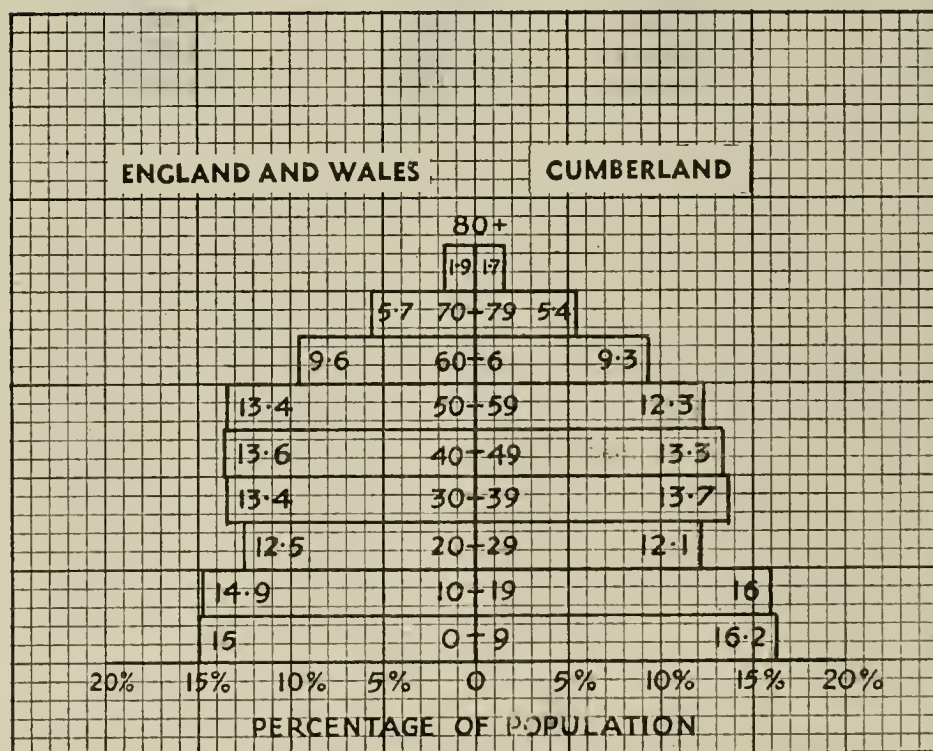 ENGLAND AND WALES CUMBERLAND
80+
1·9 1·7
5·7 70-79 5·4
9·6 60-6 9·3
13·4 50-59 12·3
13·6 40-49 13·3
13·4 30-39 13·7
12·5 20-29 12·1
14·9 10-19 16
15 0-9 16·2
20% 15% 10% 5% 0 5% 10% 15% 20%
PERCENTAGE OF POPULATION